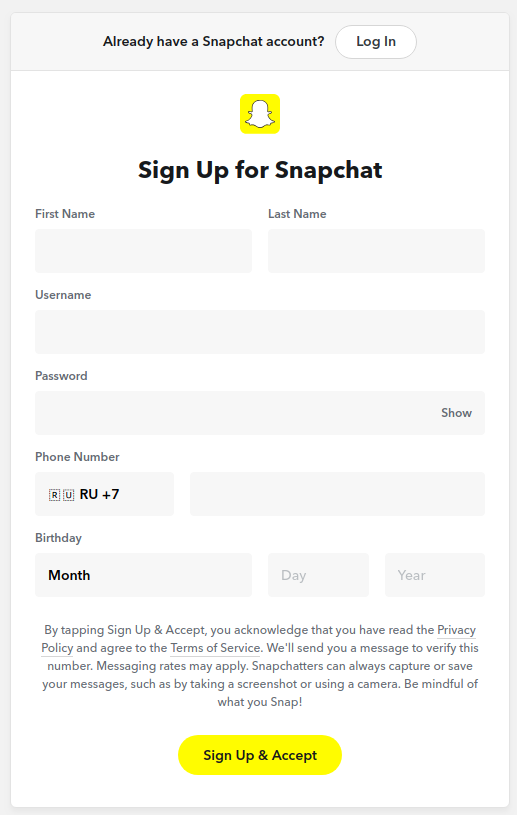 Already have a Snapchat account? Log In
Sign Up for Snapchat
First Name Last Name
Username
Password
Show
Phone Number
🇷 🇺 RU +7
Birthday
Month Day Year
By tapping Sign Up & Accept, you acknowledge that you have read the Privacy
Policy and agree to the Terms of Service. We'll send you a message to verify this
number. Messaging rates may apply. Snapchatters can always capture or save
your messages, such as by taking a screenshot or using a camera. Be mindful of
what you Snap!
Sign Up & Accept